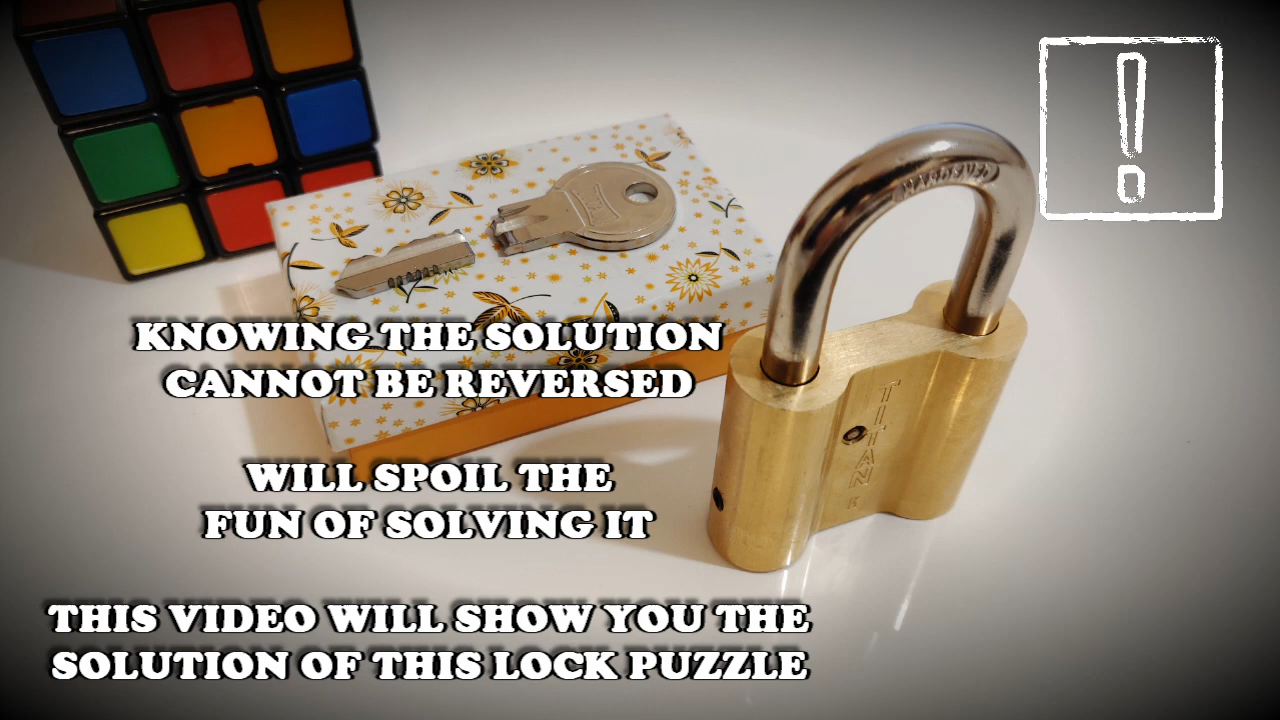 KNOWING THE SOLUTION
CANNOT BE REVERSED
WILL SPOIL THE
FUN OF SOLVING IT
THIS VIDEO WILL SHOW YOU THE
SOLUTION OF THIS LOCK PUZZLE
!
HARDENED
TITAN